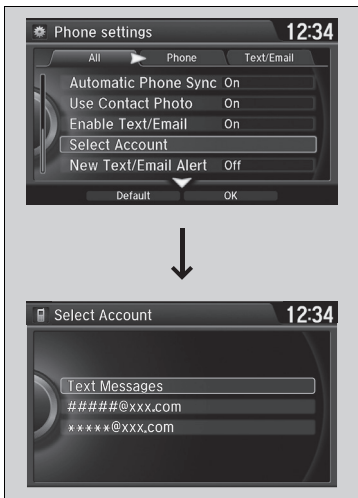 Phone settings 12:34
All Phone Text/Email
Automatic Phone Sync On
Use Contact Photo On
Enable Text/Email On
Select Account
New Text/Email Alert Off
Default OK
Select Account 12:34
Text Messages
#####@xxx.com
*****@xxx.com